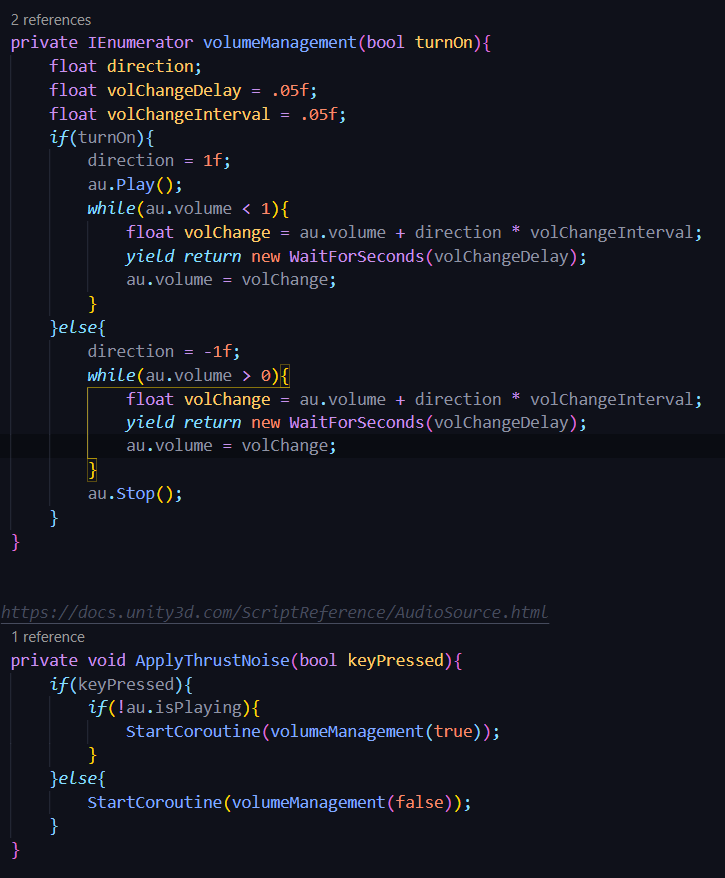 2 references
private IEnumerator volumeManagement(bool turnOn){
    float direction;
    float volChangeDelay = .05f;
    float volChangeInterval = .05f;
    if(turnOn){
        direction = 1f;
        au.Play();
        while(au.volume < 1){
            float volChange = au.volume + direction * volChangeInterval;
            yield return new WaitForSeconds(volChangeDelay);
            au.volume = volChange;
        }
    }else{
        direction = -1f;
        while(au.volume > 0){
            float volChange = au.volume + direction * volChangeInterval;
            yield return new WaitForSeconds(volChangeDelay);
            au.volume = volChange;
        }
        au.Stop();
    }
}
https://docs.unity3d.com/ScriptReference/AudioSource.html
1 reference
private void ApplyThrustNoise(bool keyPressed){
    if(keyPressed){
        if(!au.isPlaying){
            StartCoroutine(volumeManagement(true));
        }
    }else{
        StartCoroutine(volumeManagement(false));
    }
}